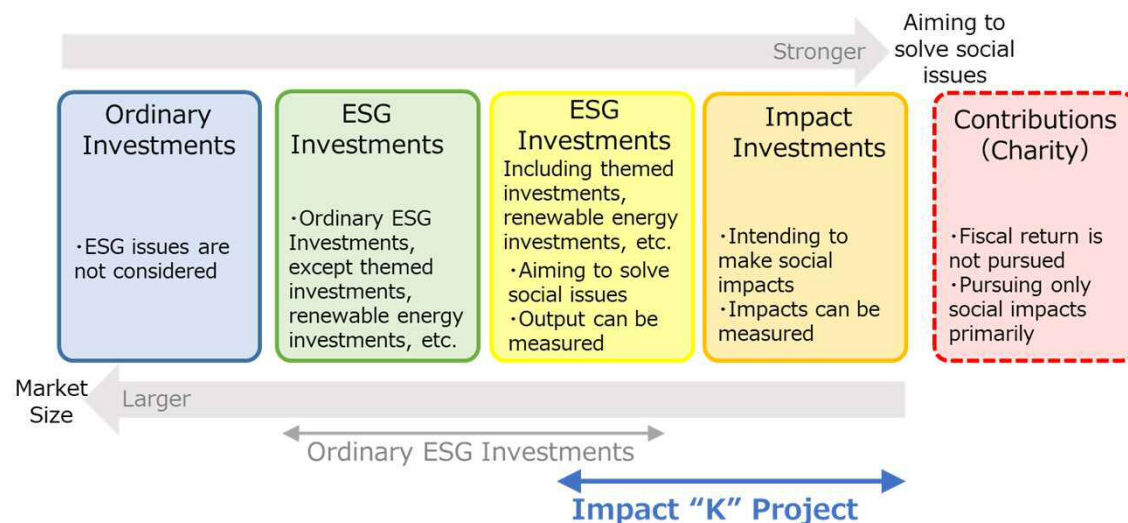 Stronger
Aiming to
solve social
issues
Ordinary
Investments
・ESG issues are
not considered
ESG
Investments
・Ordinary ESG
Investments,
except themed
investments,
renewable energy
investments, etc.
ESG
Investments
Including themed
investments,
renewable energy
investments, etc.
・Aiming to solve
social issues
・Output can be
measured
Impact
Investments
・Intending to
make social
impacts
・Impacts can be
measured
Contributions
(Charity)
・Fiscal return is
not pursued
・Pursuing only
social impacts
primarily
Market
Size
Larger
Ordinary ESG Investments
Impact “K” Project